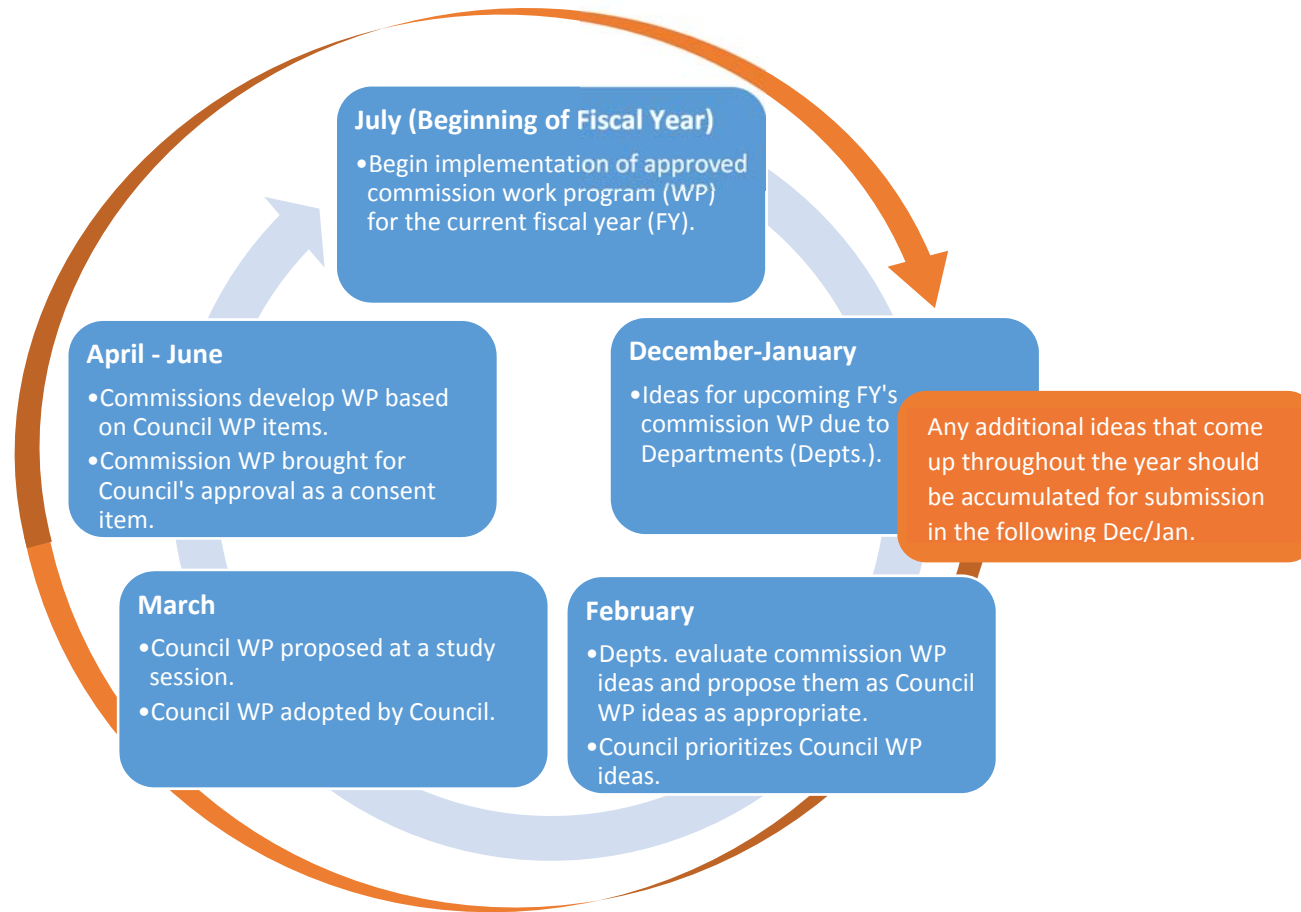 July (Beginning of Fiscal Year)
•Begin implementation of approved
commission work program (WP)
for the current fiscal year (FY).
December-January
•Ideas for upcoming FY's
commission WP due to
Departments (Depts.).
Any additional ideas that come
up throughout the year should
be accumulated for submission
in the following Dec/Jan.
February
•Depts. evaluate commission WP
ideas and propose them as Council
WP ideas as appropriate.
•Council prioritizes Council WP
ideas.
March
•Council WP proposed at a study
session.
•Council WP adopted by Council.
April - June
•Commissions develop WP based
on Council WP items.
•Commission WP brought for
Council's approval as a consent
item.